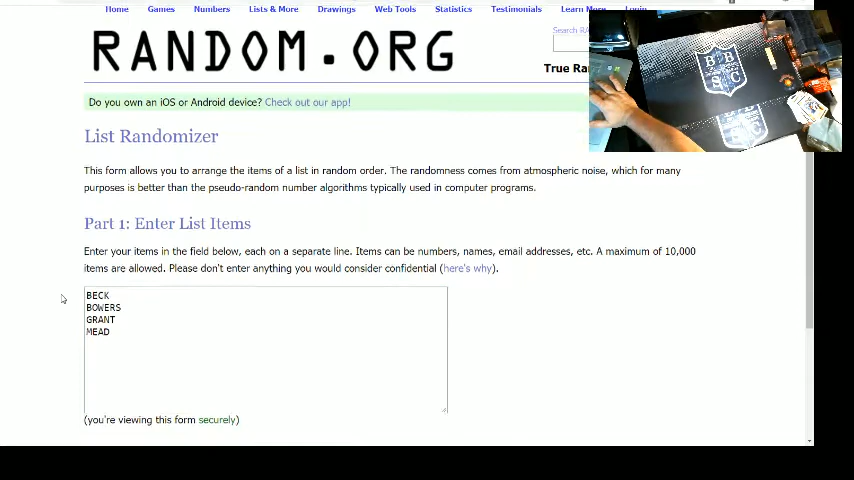 Home Games Numbers Lists & More Drawings Web Tools Statistics Testimonials Learn More Login
RANDOM.ORG
Search RA
True Ra
Do you own an iOS or Android device? Check out our app!
List Randomizer
This form allows you to arrange the items of a list in random order. The randomness comes from atmospheric noise, which for many
purposes is better than the pseudo-random number algorithms typically used in computer programs.
Part 1: Enter List Items
Enter your items in the field below, each on a separate line. Items can be numbers, names, email addresses, etc. A maximum of 10,000
items are allowed. Please don't enter anything you would consider confidential (here's why).
BECK
BOWERS
GRANT
MEAD
(you're viewing this form securely)
B B
S C